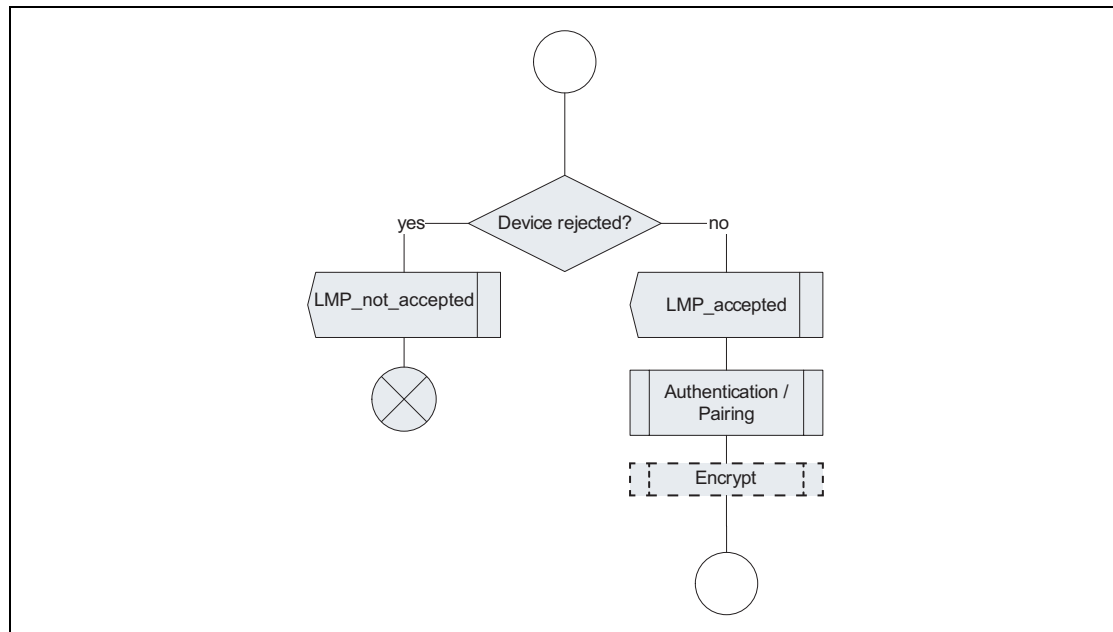 Device rejected?
yes
no
LMP_not_accepted
LMP_accepted
Authentication /
Pairing
Encrypt